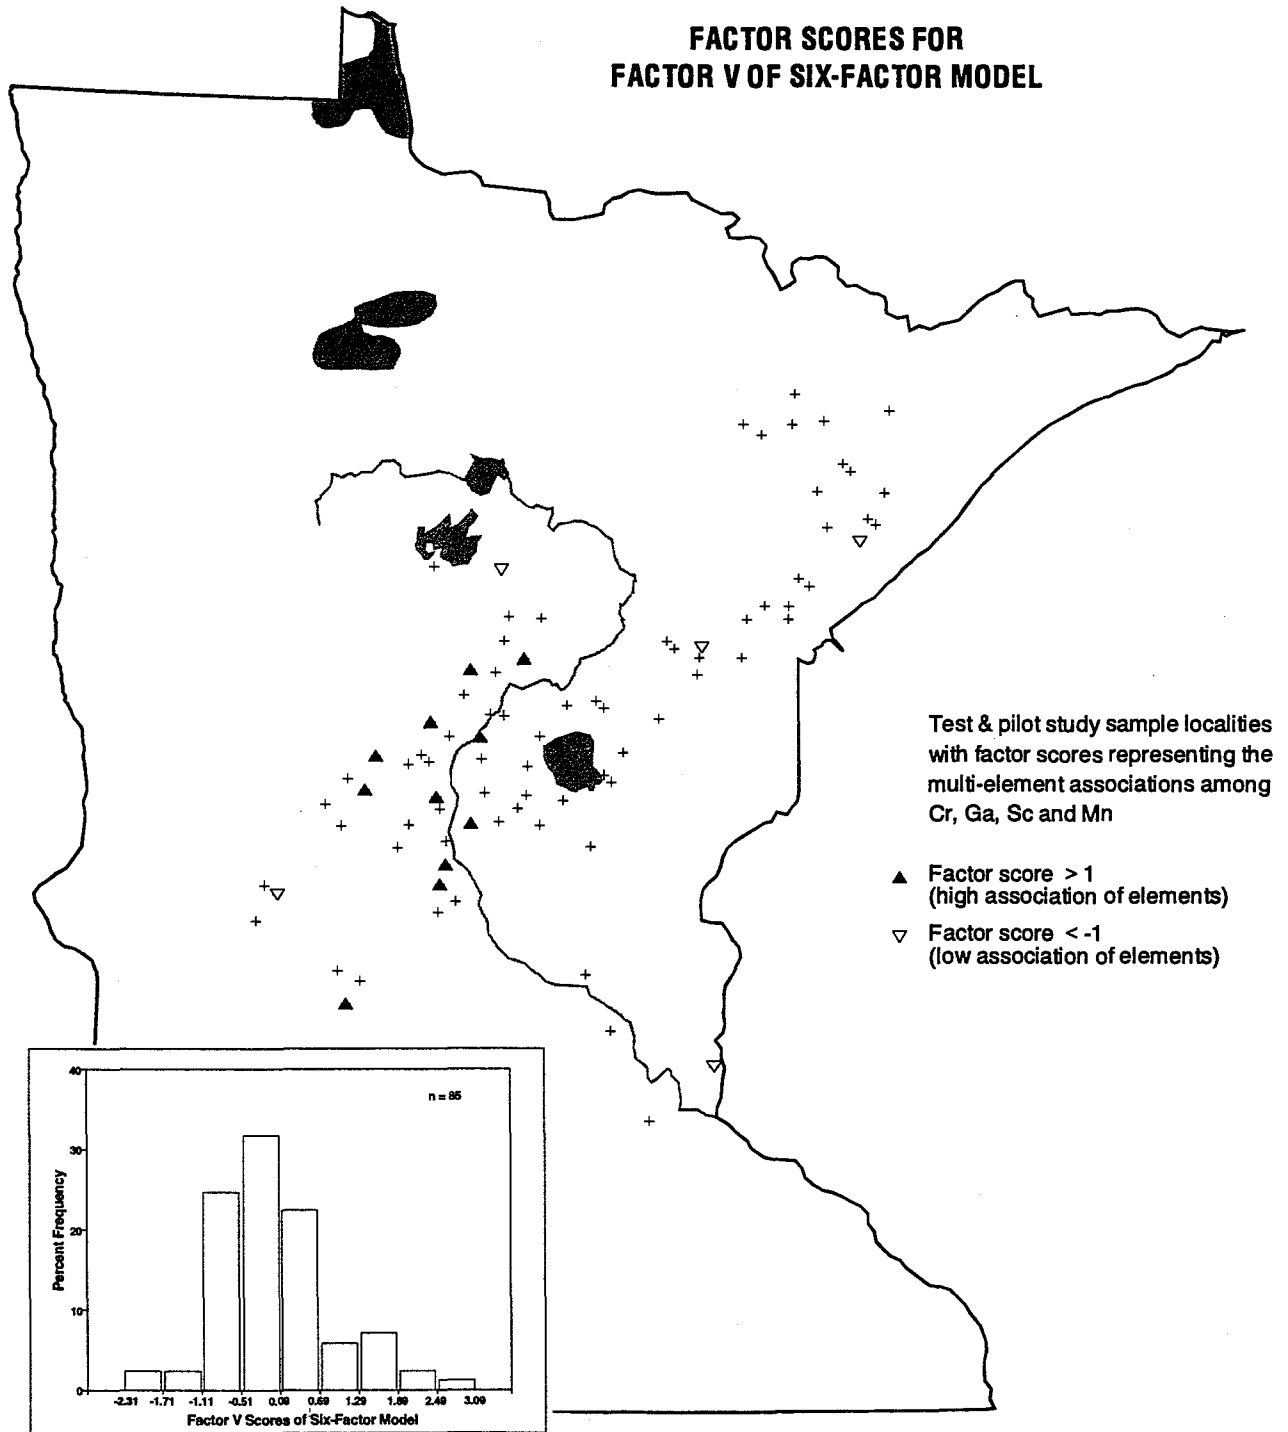 FACTOR SCORES FOR
FACTOR V OF SIX-FACTOR MODEL
Test & pilot study sample localities
with factor scores representing the
multi-element associations among
Cr, Ga, Sc and Mn
Factor score > 1
(high association of elements)
Factor score < -1
(low association of elements)
n = 85
40
30
20
10
0
Percent Frequency
-2.31 -1.71 -1.11 -0.51 0.09 0.69 1.29 1.89 2.49 3.09
Factor V Scores of Six-Factor Model